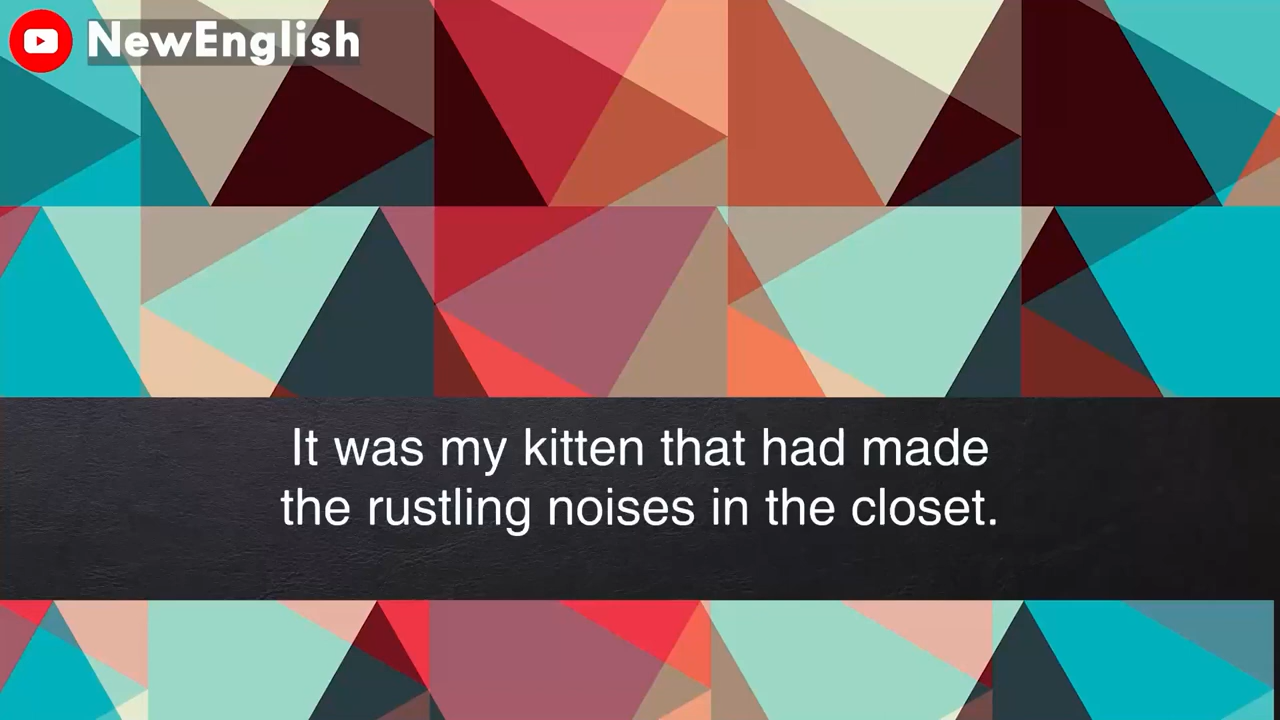 NewEnglish
It was my kitten that had made
the rustling noises in the closet.